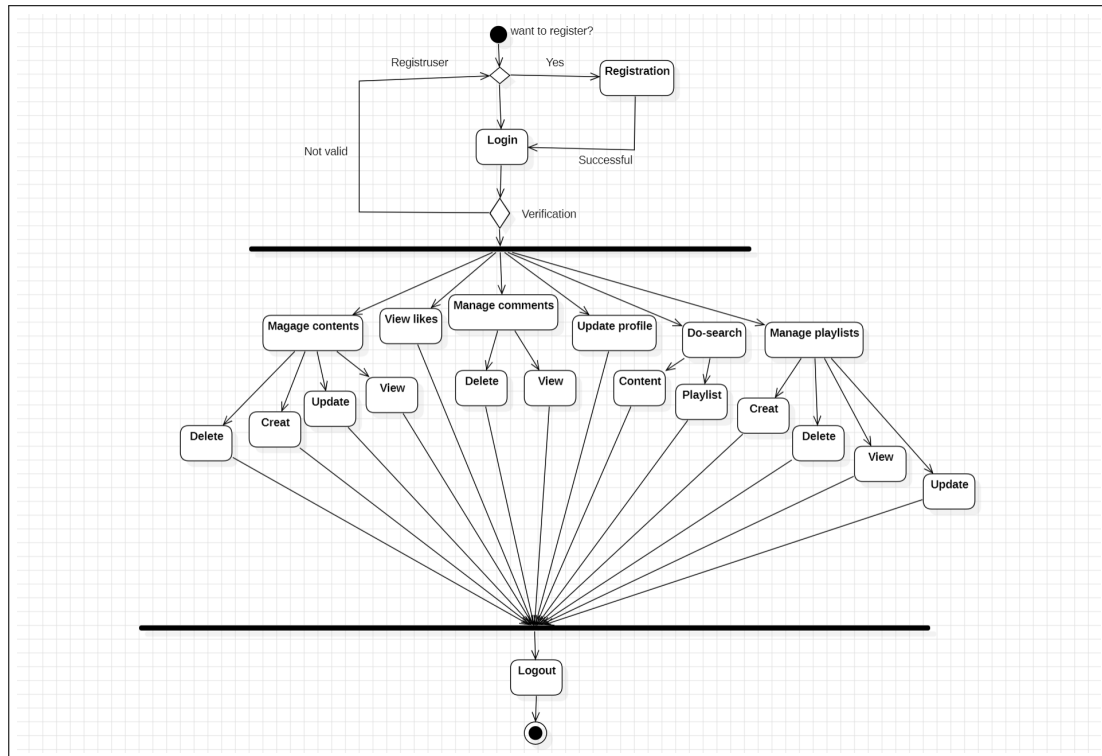 want to register?
Registruser
Yes
Registration
Login
Successful
Not valid
Verification
Magage contents
View likes
Manage comments
Update profile
Do-search
Manage playlists
Delete
Creat
Update
View
Delete
View
Content
Playlist
Creat
Delete
View
Update
Logout